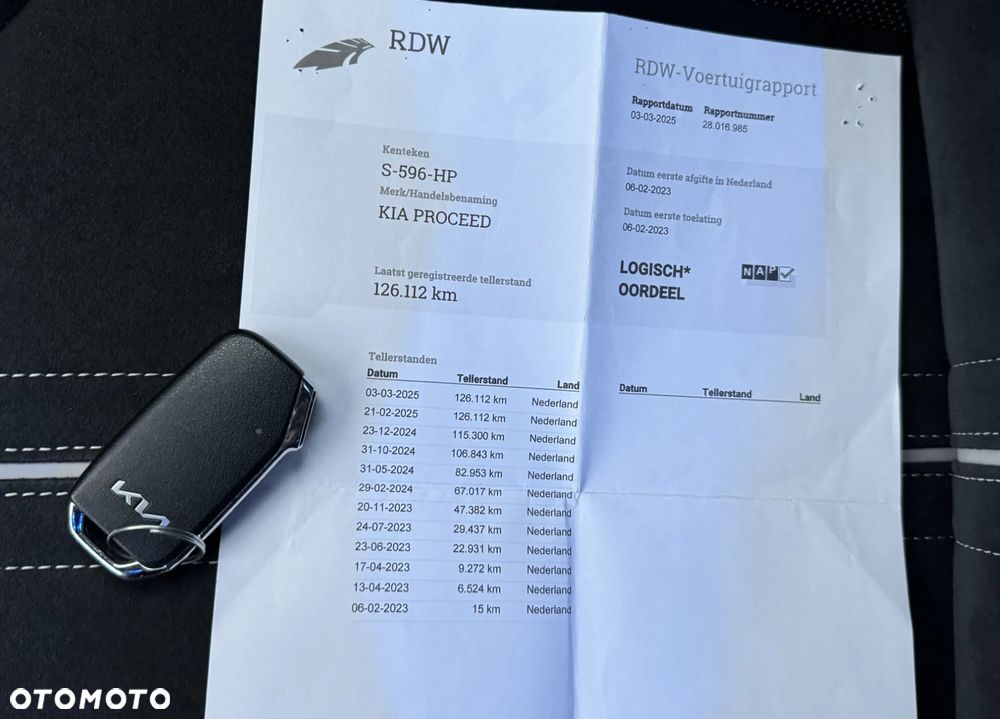 RDW
RDW-Voertuigrapport
Rapportdatum Rapportnummer
03-03-2025 28.016.985
Kenteken
S-596-HP
Merk/Handelsbenaming
KIA PROCEED
Datum eerste afgifte in Nederland
06-02-2023
Datum eerste toelating
06-02-2023
Laatst geregistreerde tellerstand
126.112 km
LOGISCH*
OORDEEL
NAP
Tellerstanden
Datum Tellerstand Land
03-03-2025 126.112 km Nederland
21-02-2025 126.112 km Nederland
23-12-2024 115.300 km Nederland
31-10-2024 106.843 km Nederland
31-05-2024 82.953 km Nederland
29-02-2024 67.017 km Nederland
20-11-2023 47.382 km Nederland
24-07-2023 29.437 km Nederland
23-06-2023 22.931 km Nederland
17-04-2023 9.272 km Nederland
13-04-2023 6.524 km Nederland
06-02-2023 15 km Nederland
Datum Tellerstand Land
KIA
OTOMOTO